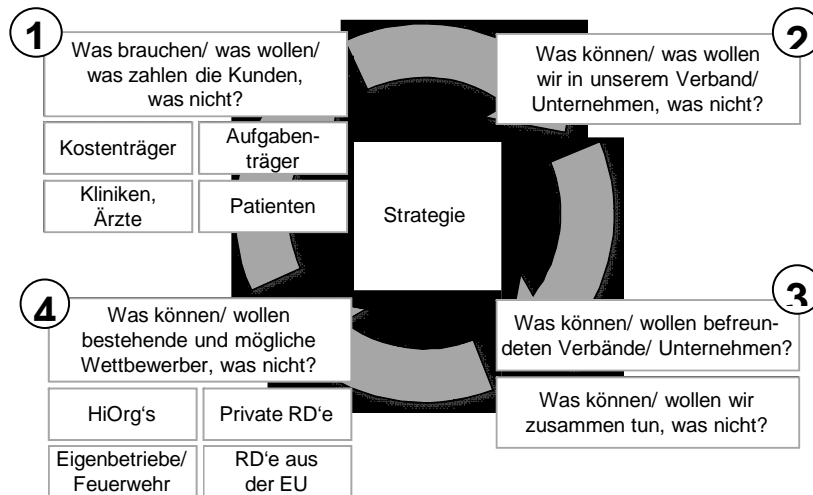 1
Was brauchen/ was wollen/
was zahlen die Kunden,
was nicht?
Kostenträger
Aufgaben-
träger
Kliniken,
Ärzte
Patienten
2
Was können/ was wollen
wir in unserem Verband/
Unternehmen, was nicht?
Strategie
3
Was können/ wollen befreun-
deten Verbände/ Unternehmen?
Was können/ wollen wir
zusammen tun, was nicht?
4
Was können/ wollen
bestehende und mögliche
Wettbewerber, was nicht?
HiOrg‘s
Private RD‘e
Eigenbetriebe/
Feuerwehr
RD‘e aus
der EU